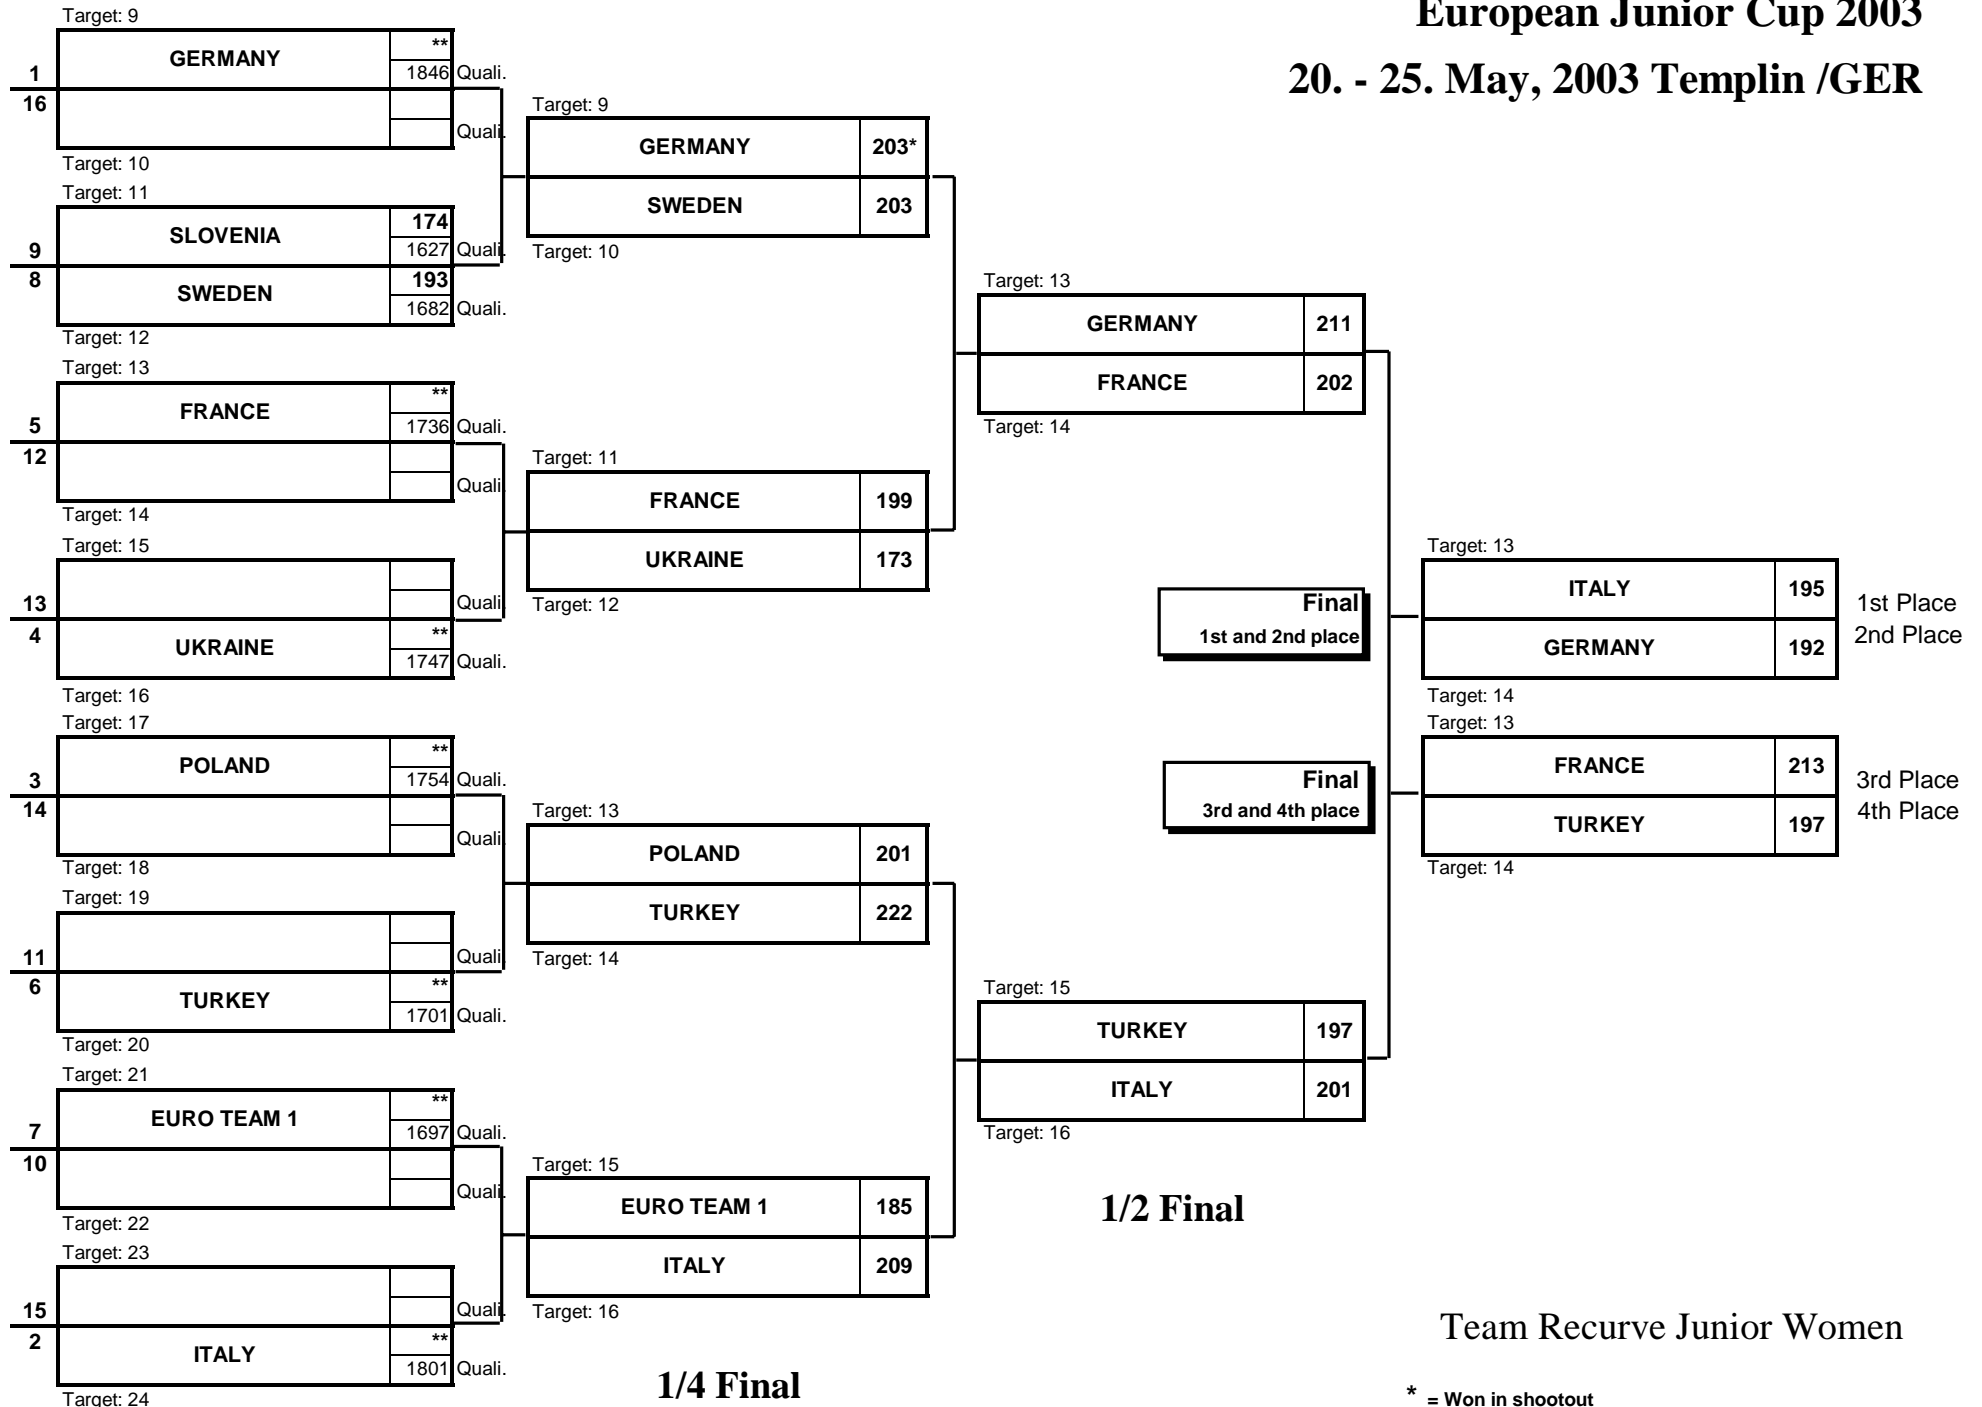 European Junior Cup 2003
20. - 25. May, 2003 Templin /GER
Target: 9
GERMANY **
1 1846 Quali.
16
Quali.
Target: 10
Target: 11
SLOVENIA 174
9 1627 Quali.
8 SWEDEN 193
1682 Quali.
Target: 12
Target: 13
FRANCE **
5 1736 Quali.
12
Quali.
Target: 14
Target: 15
13 Quali.
4 UKRAINE **
1747 Quali.
Target: 16
Target: 17
POLAND **
3 1754 Quali.
14
Quali.
Target: 18
Target: 19
11 Quali.
6 TURKEY **
1701 Quali.
Target: 20
Target: 21
EURO TEAM 1 **
7 1697 Quali.
10
Quali.
Target: 22
Target: 23
15 Quali.
2 ITALY **
1801 Quali.
Target: 24
Target: 9
GERMANY 203*
SWEDEN 203
Target: 10
Target: 11
FRANCE 199
UKRAINE 173
Target: 12
Target: 13
POLAND 201
TURKEY 222
Target: 14
Target: 15
EURO TEAM 1 185
ITALY 209
Target: 16
1/4 Final
Target: 13
GERMANY 211
FRANCE 202
Target: 14
Target: 15
TURKEY 197
ITALY 201
Target: 16
1/2 Final
Final
1st and 2nd place
Target: 13
ITALY 195 1st Place
GERMANY 192 2nd Place
Target: 14
Final
3rd and 4th place
Target: 13
FRANCE 213 3rd Place
TURKEY 197 4th Place
Target: 14
Team Recurve Junior Women
* = Won in shootout